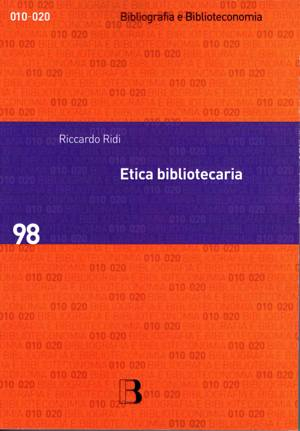 010-020 Bibliografia e Biblioteconomia
Riccardo Ridi
Etica bibliotecaria
98
B